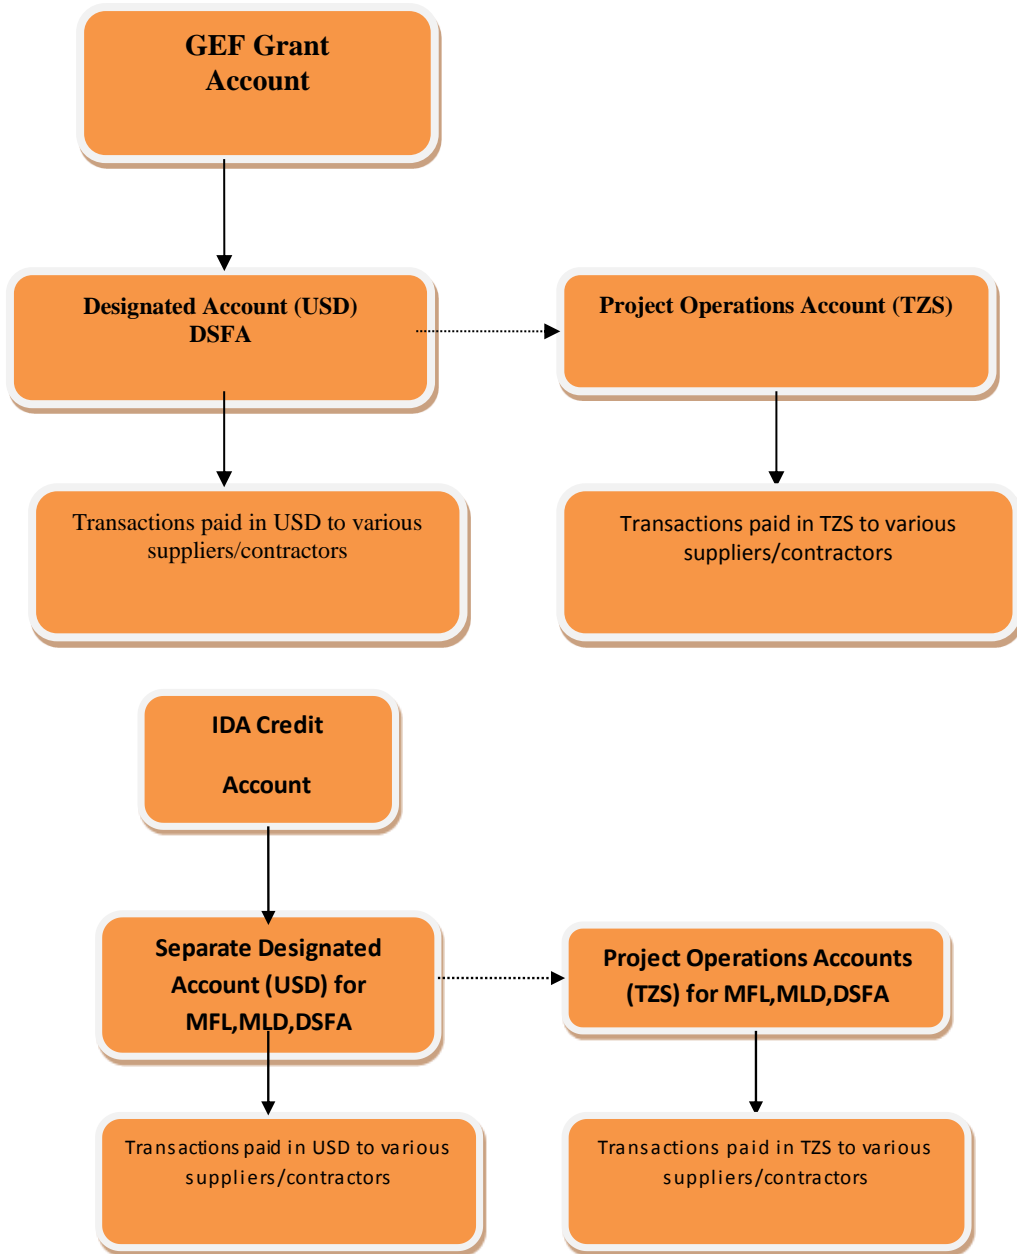 GEF Grant
Account
Designated Account (USD)
DSFA
Project Operations Account (TZS)
Transactions paid in USD to various
suppliers/contractors
Transactions paid in TZS to various
suppliers/contractors
IDA Credit
Account
Separate Designated
Account (USD) for
MFL,MLD,DSFA
Project Operations Accounts
(TZS) for MFL,MLD,DSFA
Transactions paid in USD to various
suppliers/contractors
Transactions paid in TZS to various
suppliers/contractors